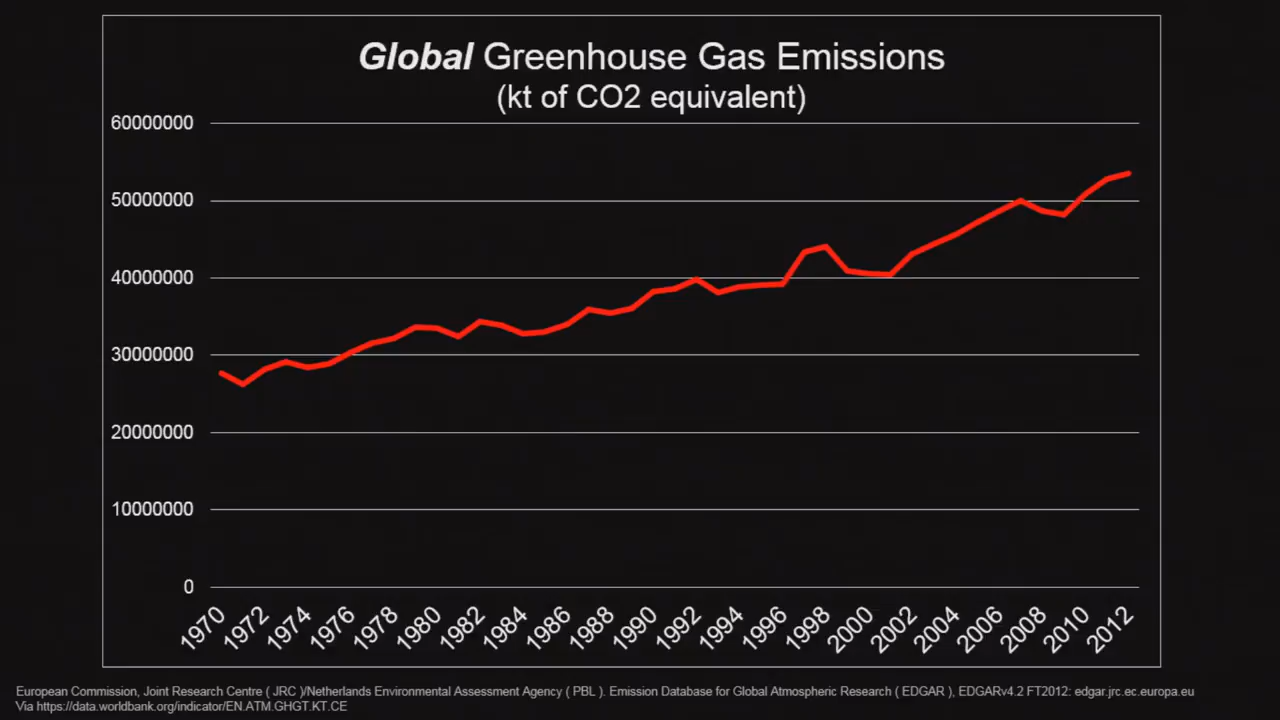 Global Greenhouse Gas Emissions
(kt of CO2 equivalent)
60000000
50000000
40000000
30000000
20000000
10000000
0
1970 1972 1974 1976 1978 1980 1982 1984 1986 1988 1990 1992 1994 1996 1998 2000 2002 2004 2006 2008 2010 2012
European Commission, Joint Research Centre ( JRC )/Netherlands Environmental Assessment Agency ( PBL ). Emission Database for Global Atmospheric Research ( EDGAR ), EDGARv4.2 FT2012: edgar.jrc.ec.europa.eu
Via https://data.worldbank.org/indicator/EN.ATM.GHGT.KT.CE